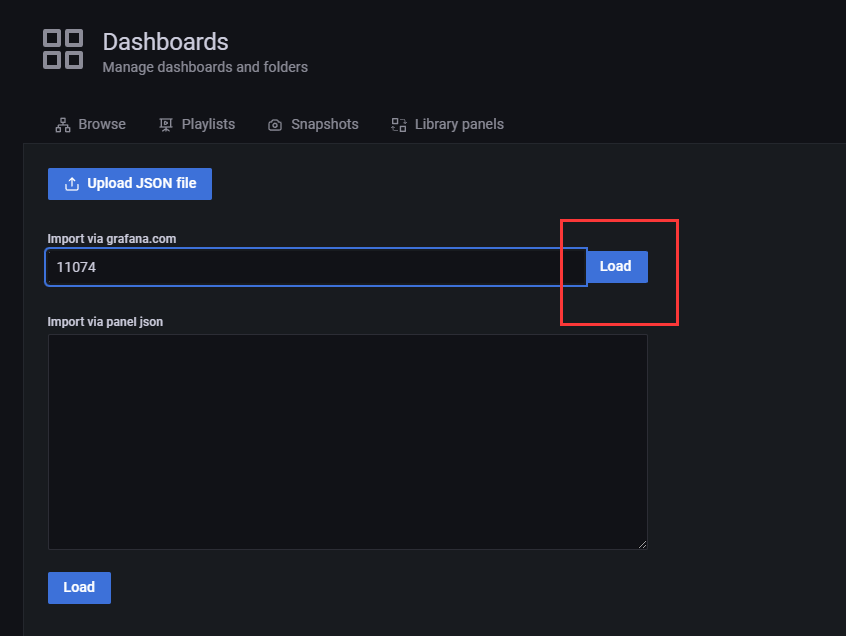 Dashboards
Manage dashboards and folders
Browse Playlists Snapshots Library panels
Upload JSON file
Import via grafana.com
11074 Load
Import via panel json
Load